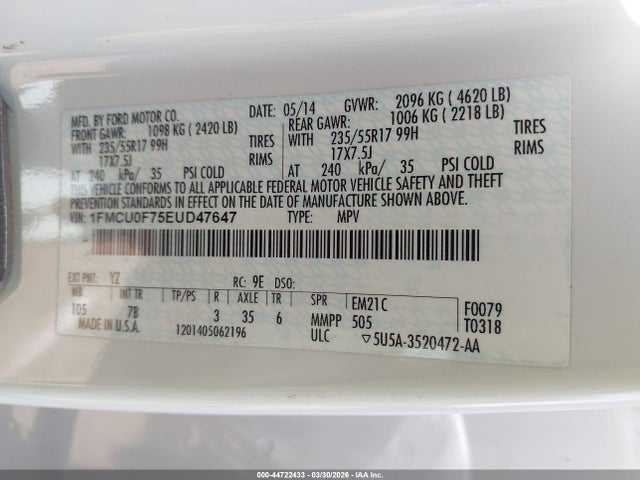 MFD. BY FORD MOTOR CO. DATE: 05/14 GVWR: 2096 KG ( 4620 LB)
FRONT GAWR: 1098 KG ( 2420 LB) REAR GAWR: 1006 KG ( 2218 LB)
WITH 235/55R17 99H TIRES WITH 235/55R17 99H TIRES
17X7.5J RIMS 17X7.5J RIMS
AT 240 kPa/ 35 PSI COLD AT 240 kPa/ 35 PSI COLD
THIS VEHICLE CONFORMS TO ALL APPLICABLE FEDERAL MOTOR VEHICLE SAFETY AND THEFT
PREVENTION STANDARDS IN EFFECT ON THE DATE OF MANUFACTURE SHOWN ABOVE.
VIN: 1FMCU0F75EUD47647 TYPE: MPV
EXT PNT: YZ RC: 9E DSO:
WB INT TR TP/PS R AXLE TR SPR EM21C F0079
105 7B 3 35 6 MMPP 505 T0318
MADE IN U.S.A. 1201405062196 ULC ▽5U5A-3520472-AA
000-44722433 | 03/30/2026 - IAA Inc.